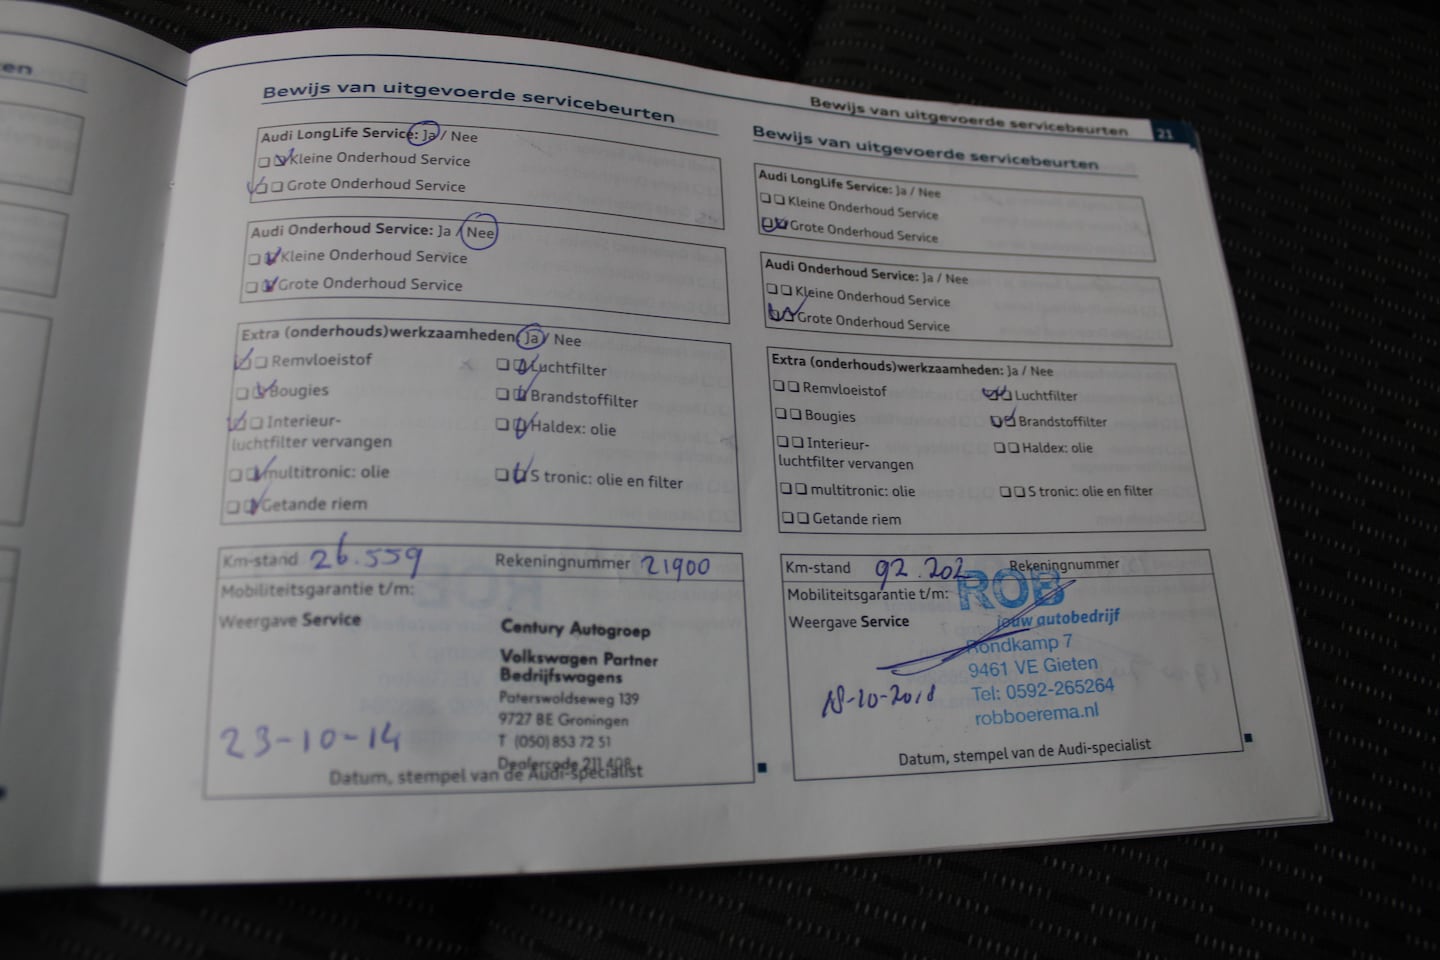 en
Bewijs van uitgevoerde servicebeurten
Audi LongLife Service: Ja / Nee
Kleine Onderhoud Service
Grote Onderhoud Service
Audi Onderhoud Service: Ja / Nee
Kleine Onderhoud Service
Grote Onderhoud Service
Extra (onderhouds)werkzaamheden: Ja / Nee
Remvloeistof
Luchtfilter
Bougies
Brandstoffilter
Interieur-
luchtfilter vervangen
Haldex: olie
multitronic: olie
S tronic: olie en filter
Getande riem
Km-stand 26.559
Rekeningnummer 21900
Mobiliteitsgarantie t/m:
Weergave Service
Century Autogroep
Volkswagen Partner
Bedrijfswagens
Paterswoldseweg 139
9727 BE Groningen
T (050) 853 72 51
Dealercode 211 408
23-10-14
Datum, stempel van de Audi-specialist
Bewijs van uitgevoerde servicebeurten 21
Bewijs van uitgevoerde servicebeurten
Audi LongLife Service: Ja / Nee
Kleine Onderhoud Service
Grote Onderhoud Service
Audi Onderhoud Service: Ja / Nee
Kleine Onderhoud Service
Grote Onderhoud Service
Extra (onderhouds)werkzaamheden: Ja / Nee
Remvloeistof
Luchtfilter
Bougies
Brandstoffilter
Interieur-
luchtfilter vervangen
Haldex: olie
multitronic: olie
S tronic: olie en filter
Getande riem
Km-stand 92.202
Rekeningnummer
Mobiliteitsgarantie t/m:
Weergave Service
ROB
jouw autobedrijf
Rondkamp 7
9461 VE Gieten
Tel: 0592-265264
robboerema.nl
18-10-2018
Datum, stempel van de Audi-specialist